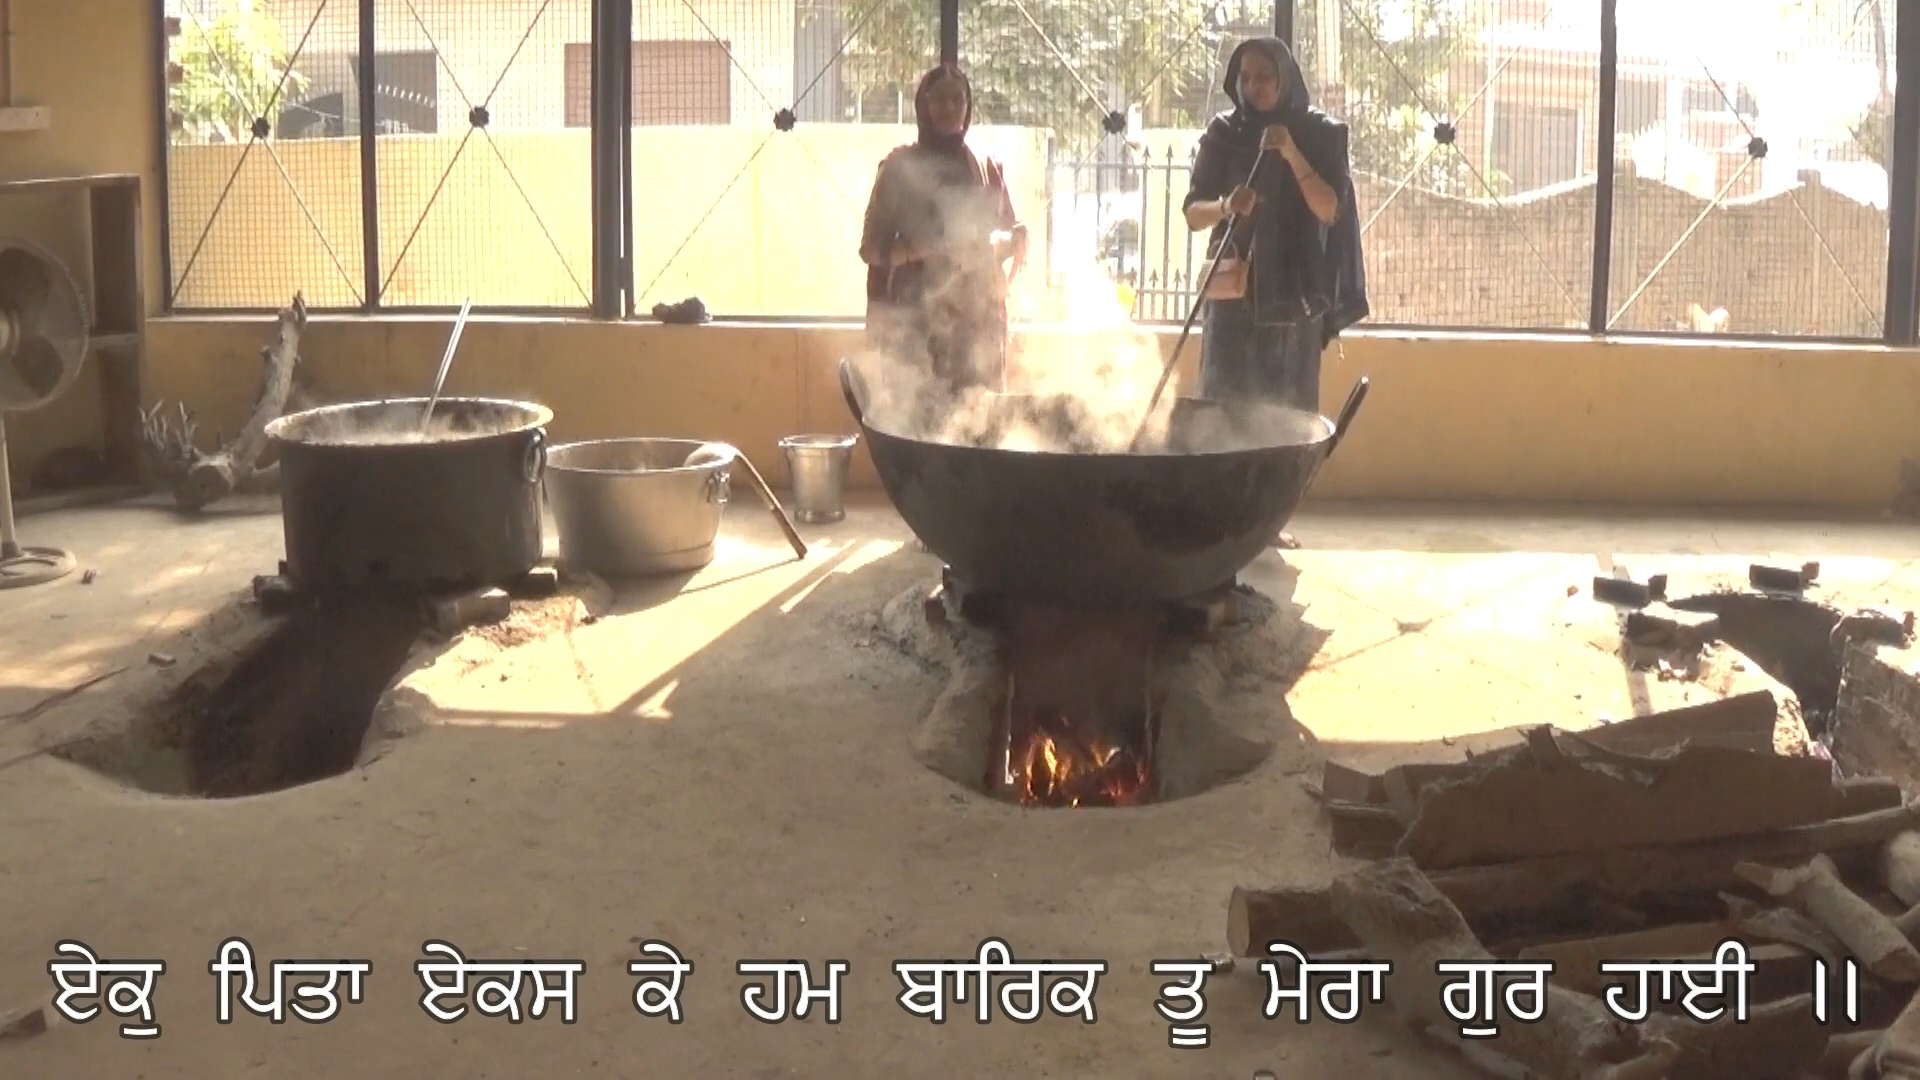 ਏਕੁ ਪਿਤਾ ਏਕਸ ਕੇ ਹਮ ਬਾਰਿਕ ਤੂ ਮੇਰਾ ਗੁਰ ਹਾਈ ॥